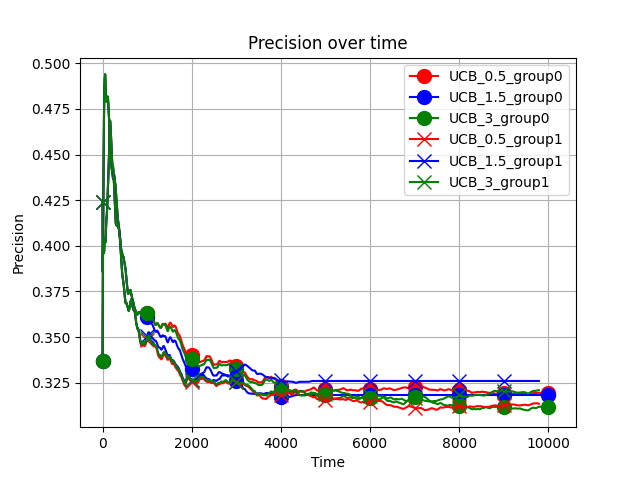 Precision over time
0.500
0.475
0.450
0.425
0.400
0.375
0.350
0.325
Precision
UCB_0.5_group0
UCB_1.5_group0
UCB_3_group0
UCB_0.5_group1
UCB_1.5_group1
UCB_3_group1
0 2000 4000 6000 8000 10000
Time